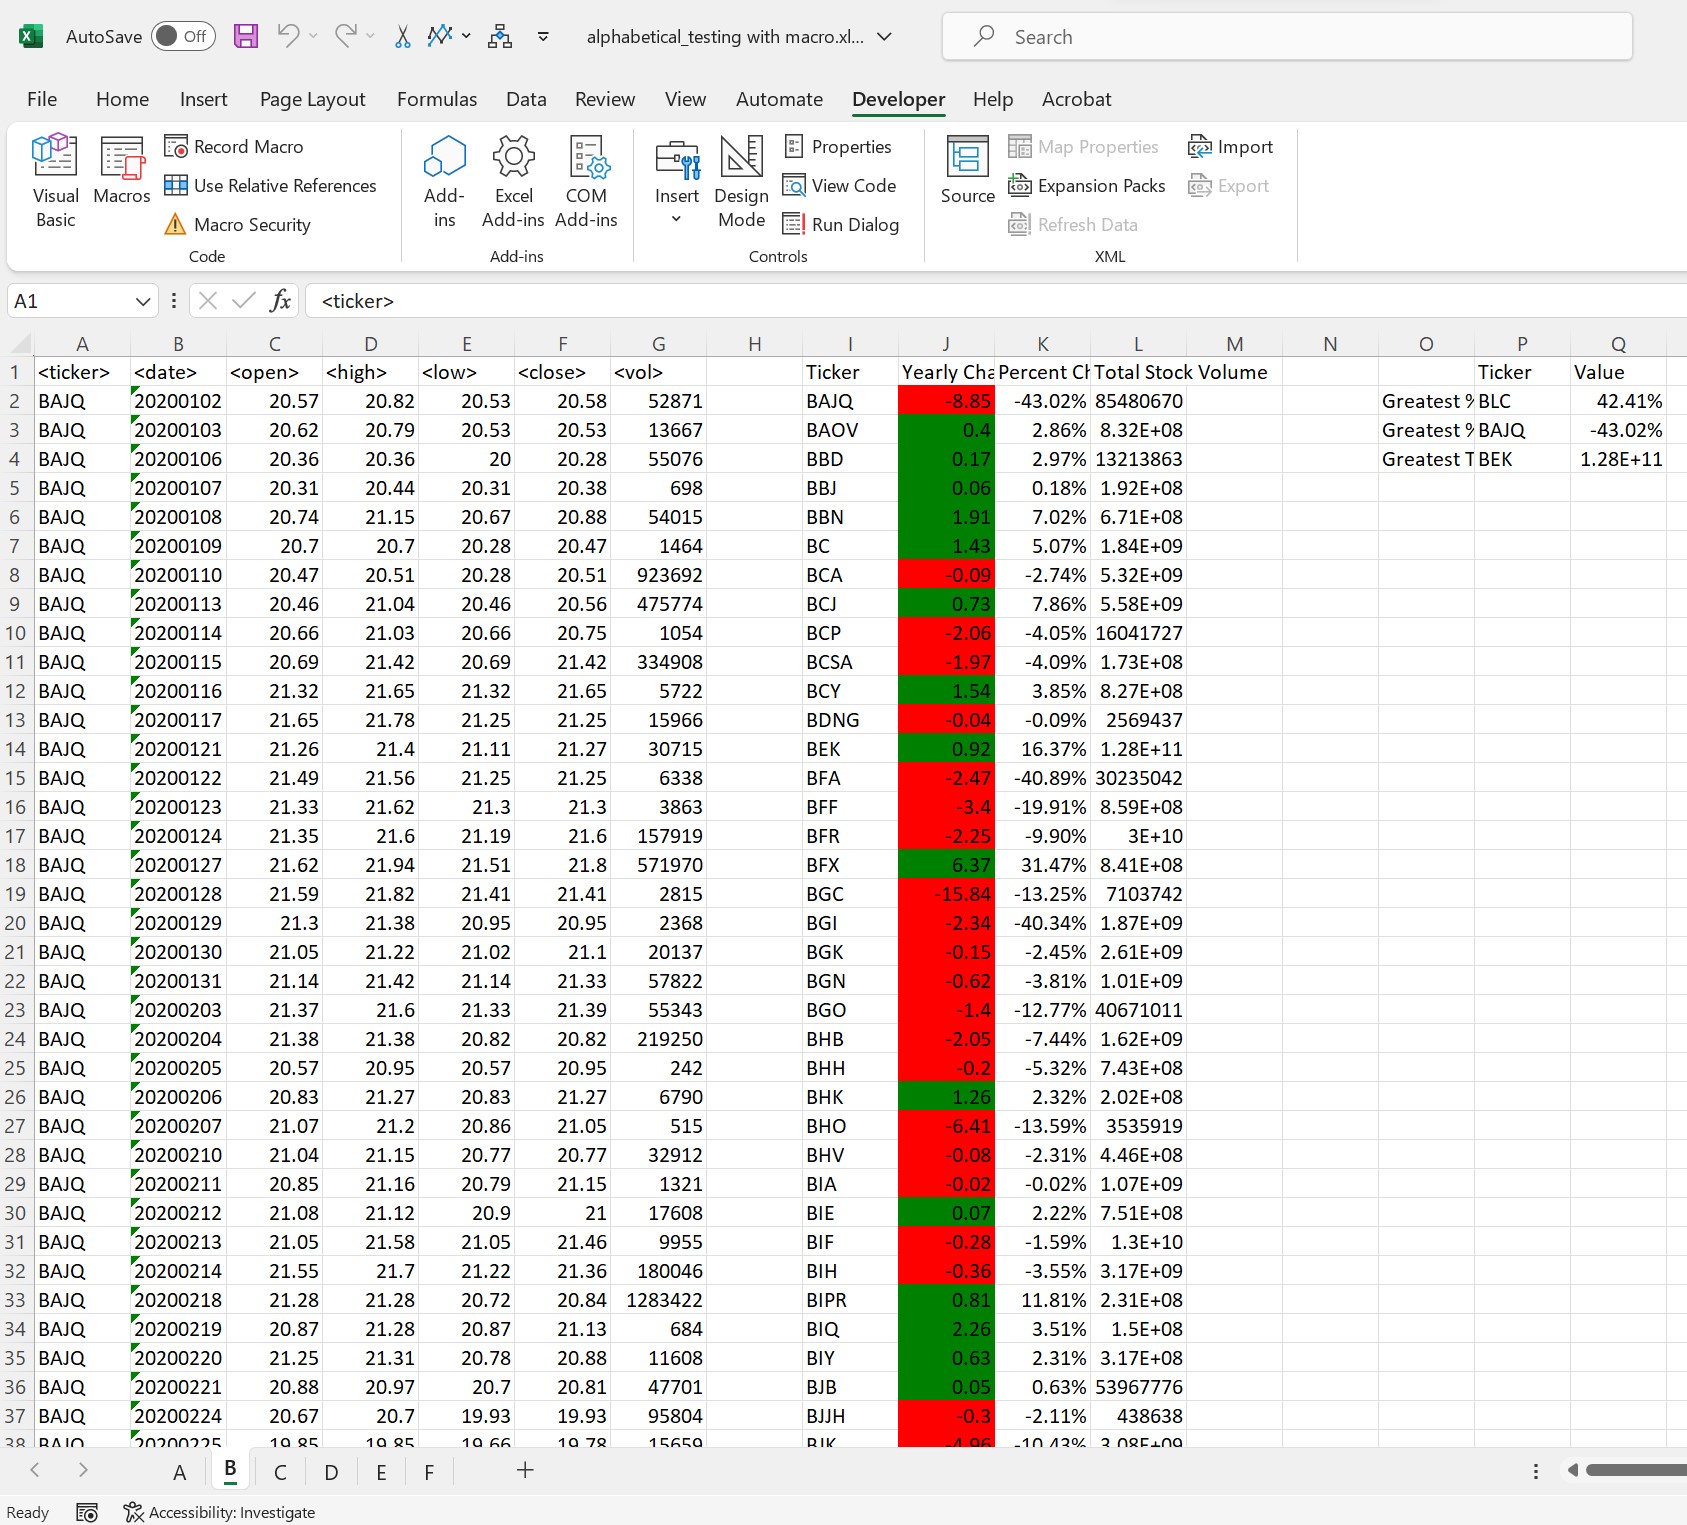 AutoSave Off alphabetical_testing with macro.xl... Search
File Home Insert Page Layout Formulas Data Review View Automate Developer Help Acrobat
Visual Basic
Macros
Record Macro
Use Relative References
Macro Security
Code
Add-ins
Excel Add-ins
COM Add-ins
Add-ins
Insert
Design Mode
Properties
View Code
Run Dialog
Controls
Source
Map Properties
Expansion Packs
Refresh Data
Import
Export
XML
A1 fx <ticker>
A B C D E F G H I J K L M N O P Q
1 <ticker> <date> <open> <high> <low> <close> <vol> Ticker Yearly Cha Percent Ch Total Stock Volume Ticker Value
2 BAJQ 20200102 20.57 20.82 20.53 20.58 52871 BAJQ -8.85 -43.02% 85480670 Greatest % BLC 42.41%
3 BAJQ 20200103 20.62 20.79 20.53 20.53 13667 BAOV 0.4 2.86% 8.32E+08 Greatest % BAJQ -43.02%
4 BAJQ 20200106 20.36 20.36 20 20.28 55076 BBD 0.17 2.97% 13213863 Greatest T BEK 1.28E+11
5 BAJQ 20200107 20.31 20.44 20.31 20.38 698 BBJ 0.06 0.18% 1.92E+08
6 BAJQ 20200108 20.74 21.15 20.67 20.88 54015 BBN 1.91 7.02% 6.71E+08
7 BAJQ 20200109 20.7 20.7 20.28 20.47 1464 BC 1.43 5.07% 1.84E+09
8 BAJQ 20200110 20.47 20.51 20.28 20.51 923692 BCA -0.09 -2.74% 5.32E+09
9 BAJQ 20200113 20.46 21.04 20.46 20.56 475774 BCJ 0.73 7.86% 5.58E+09
10 BAJQ 20200114 20.66 21.03 20.66 20.75 1054 BCP -2.06 -4.05% 16041727
11 BAJQ 20200115 20.69 21.42 20.69 21.42 334908 BCSA -1.97 -4.09% 1.73E+08
12 BAJQ 20200116 21.32 21.65 21.32 21.65 5722 BCY 1.54 3.85% 8.27E+08
13 BAJQ 20200117 21.65 21.78 21.25 21.25 15966 BDNG -0.04 -0.09% 2569437
14 BAJQ 20200121 21.26 21.4 21.11 21.27 30715 BEK 0.92 16.37% 1.28E+11
15 BAJQ 20200122 21.49 21.56 21.25 21.25 6338 BFA -2.47 -40.89% 30235042
16 BAJQ 20200123 21.33 21.62 21.3 21.3 3863 BFF -3.4 -19.91% 8.59E+08
17 BAJQ 20200124 21.35 21.6 21.19 21.6 157919 BFR -2.25 -9.90% 3E+10
18 BAJQ 20200127 21.62 21.94 21.51 21.8 571970 BFX 6.37 31.47% 8.41E+08
19 BAJQ 20200128 21.59 21.82 21.41 21.41 2815 BGC -15.84 -13.25% 7103742
20 BAJQ 20200129 21.3 21.38 20.95 20.95 2368 BGI -2.34 -40.34% 1.87E+09
21 BAJQ 20200130 21.05 21.22 21.02 21.1 20137 BGK -0.15 -2.45% 2.61E+09
22 BAJQ 20200131 21.14 21.42 21.14 21.33 57822 BGN -0.62 -3.81% 1.01E+09
23 BAJQ 20200203 21.37 21.6 21.33 21.39 55343 BGO -1.4 -12.77% 40671011
24 BAJQ 20200204 21.38 21.38 20.82 20.82 219250 BHB -2.05 -7.44% 1.62E+09
25 BAJQ 20200205 20.57 20.95 20.57 20.95 242 BHH -0.2 -5.32% 7.43E+08
26 BAJQ 20200206 20.83 21.27 20.83 21.27 6790 BHK 1.26 2.32% 2.02E+08
27 BAJQ 20200207 21.07 21.2 20.86 21.05 515 BHO -6.41 -13.59% 3535919
28 BAJQ 20200210 21.04 21.15 20.77 20.77 32912 BHV -0.08 -2.31% 4.46E+08
29 BAJQ 20200211 20.85 21.16 20.79 21.15 1321 BIA -0.02 -0.02% 1.07E+09
30 BAJQ 20200212 21.08 21.12 20.9 21 17608 BIE 0.07 2.22% 7.51E+08
31 BAJQ 20200213 21.05 21.58 21.05 21.46 9955 BIF -0.28 -1.59% 1.3E+10
32 BAJQ 20200214 21.55 21.7 21.22 21.36 180046 BIH -0.36 -3.55% 3.17E+09
33 BAJQ 20200218 21.28 21.28 20.72 20.84 1283422 BIPR 0.81 11.81% 2.31E+08
34 BAJQ 20200219 20.87 21.28 20.87 21.13 684 BIQ 2.26 3.51% 1.5E+08
35 BAJQ 20200220 21.25 21.31 20.78 20.88 11608 BIY 0.63 2.31% 3.17E+08
36 BAJQ 20200221 20.88 20.97 20.7 20.81 47701 BJB 0.05 0.63% 53967776
37 BAJQ 20200224 20.67 20.7 19.93 19.93 95804 BJJH -0.3 -2.11% 438638
38 BAJQ 20200225 19.85 19.85 19.66 19.78 15659 BJK -4.96 -10.43% 3.08E+09
A B C D E F
Ready Accessibility: Investigate